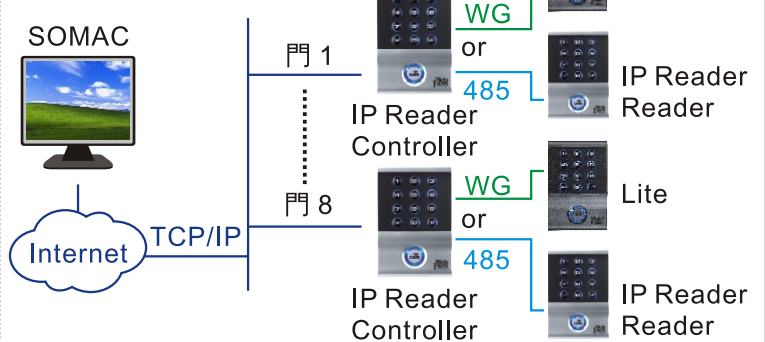 SOMAC
門 1
WG
or
485
IP Reader
Controller
IP Reader
Reader
門 8
WG
or
485
IP Reader
Controller
Lite
IP Reader
Reader
Internet
TCP/IP